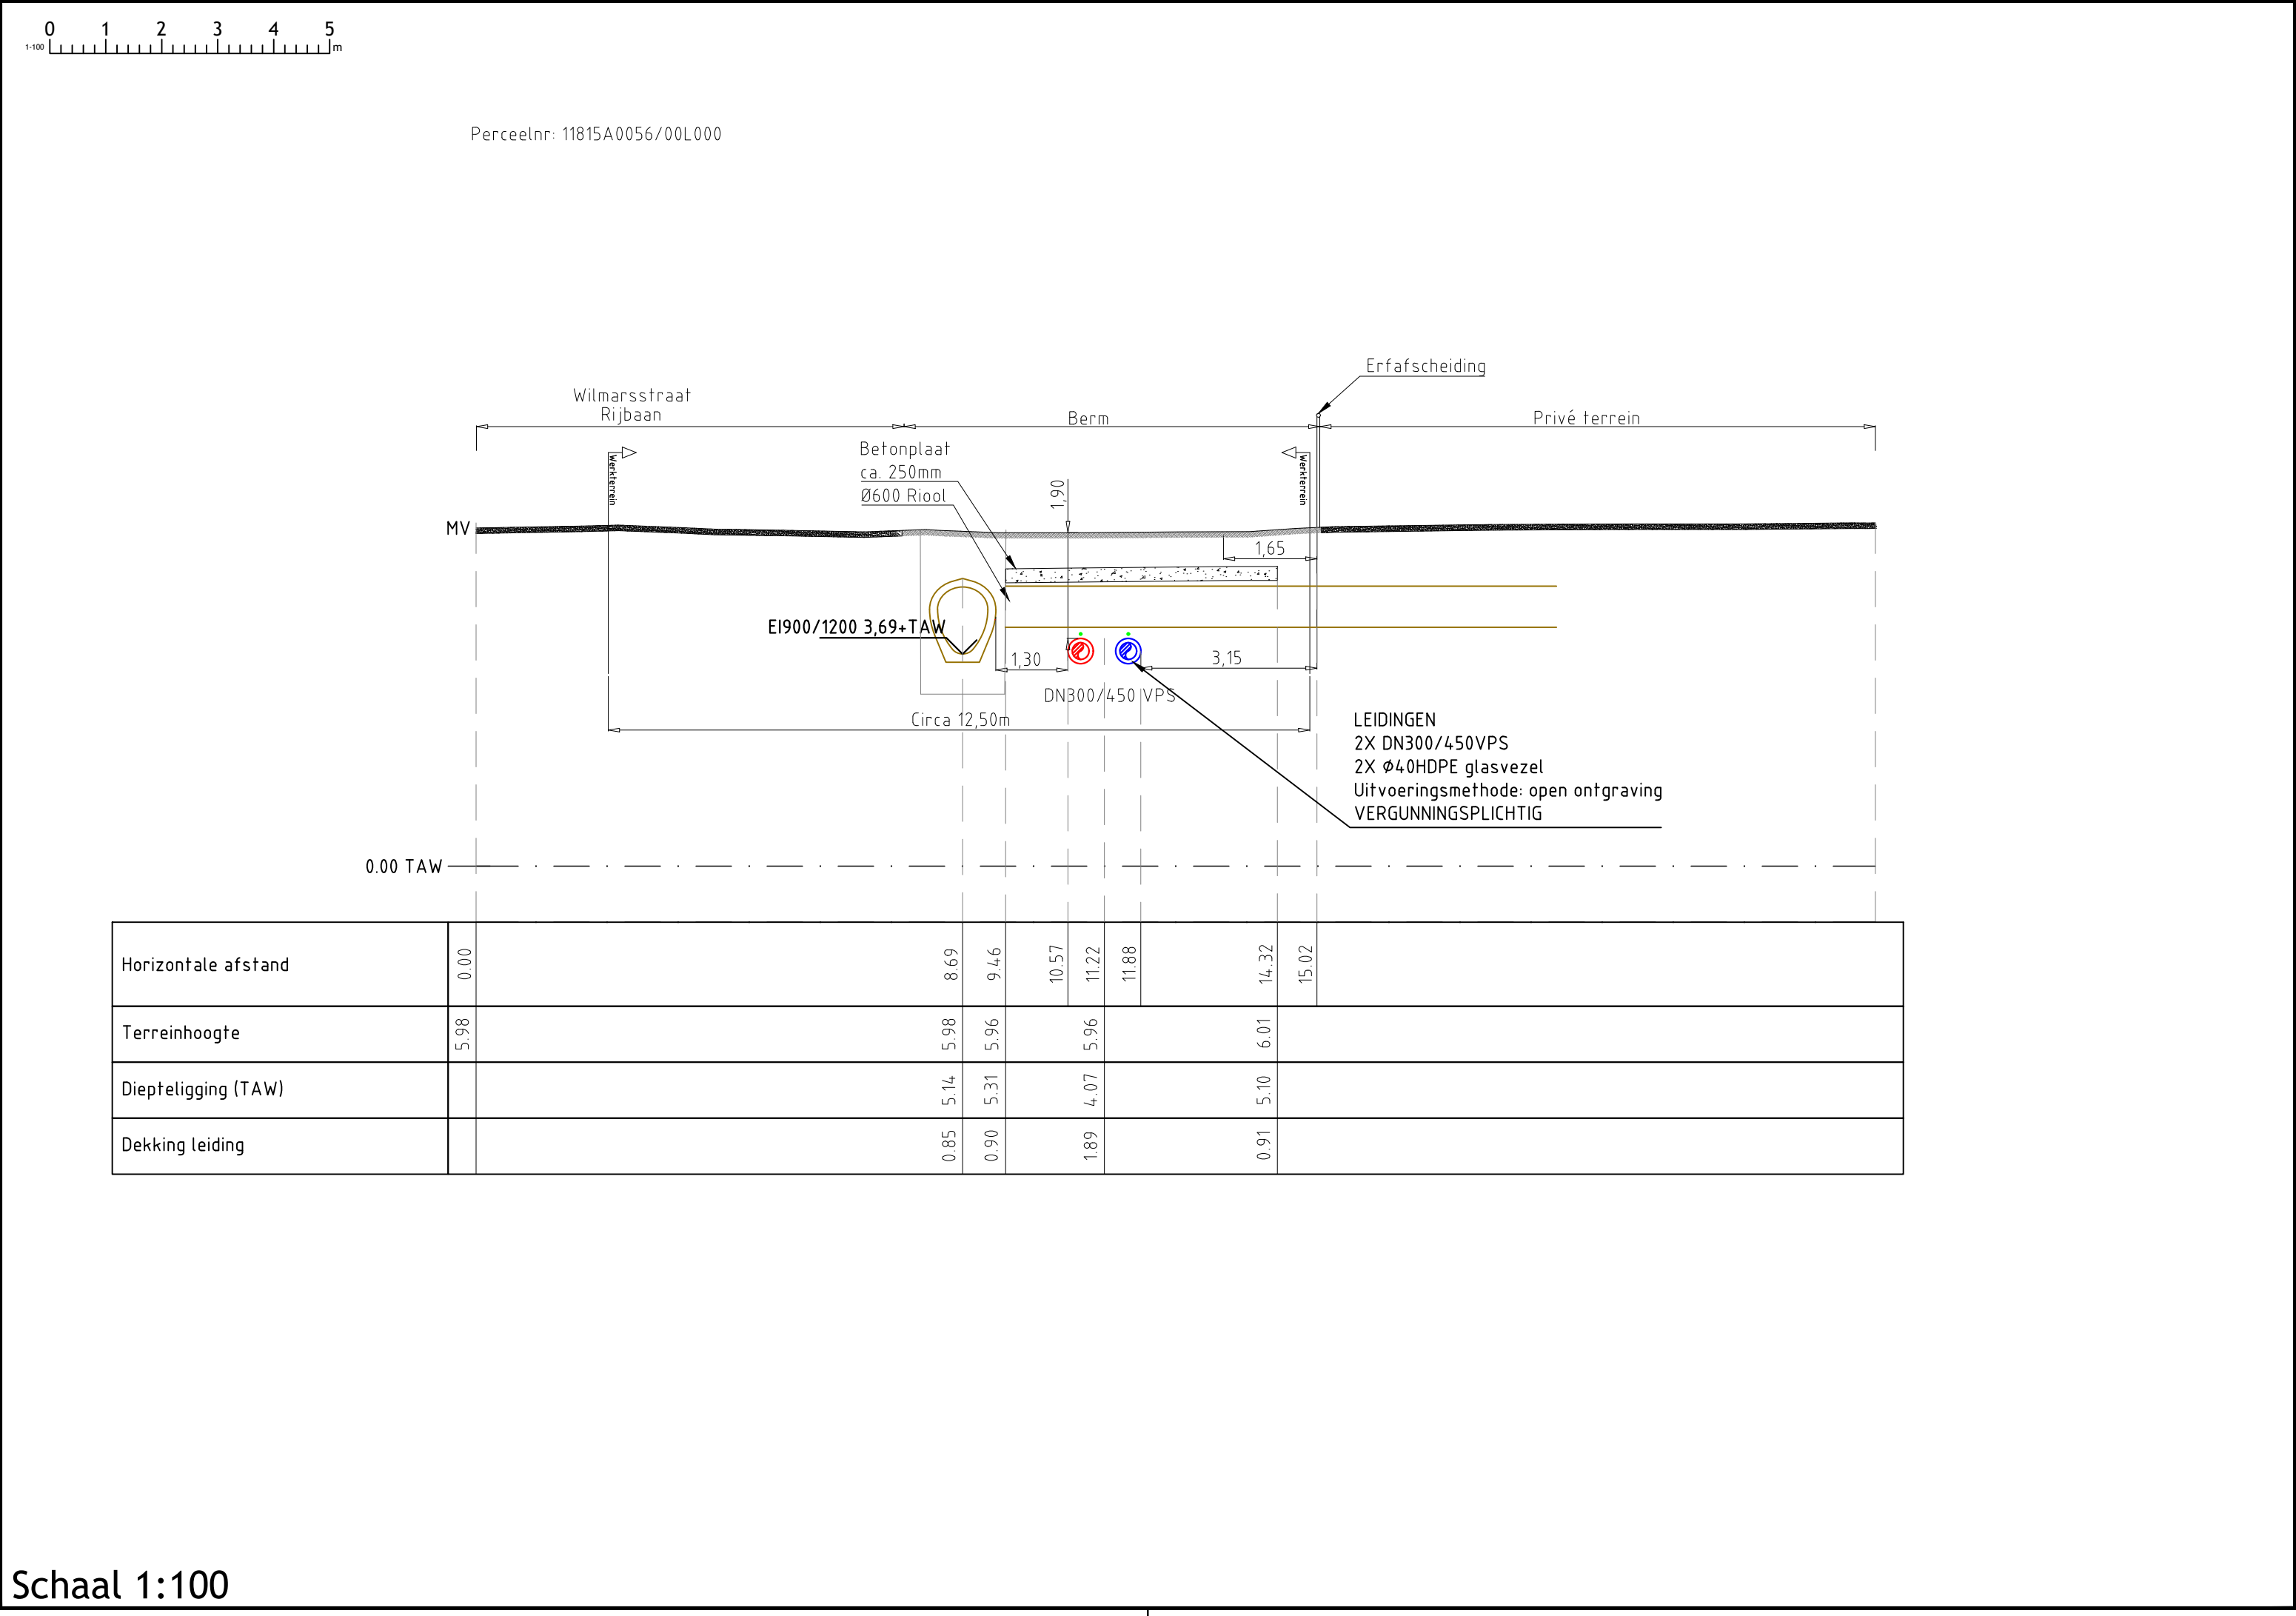 0 1 2 3 4 5
1-100 m
Perceelnr: 11815A0056/00L000
Erfafscheiding
Wilmarsstraat
Rijbaan
Berm
Privé terrein
Betonplaat
ca. 250mm
Ø600 Riool
Werkterrein
Werkterrein
1,90
MV
1,65
EI900/1200 3,69+TAW
1,30
3,15
DN300/450 VPS
Circa 12,50m
LEIDINGEN
2X DN300/450VPS
2X Ø40HDPE glasvezel
Uitvoeringsmethode: open ontgraving
VERGUNNINGSPLICHTIG
0.00 TAW
Horizontale afstand 0.00 8.69 9.46 10.57 11.22 11.88 14.32 15.02
Terreinhoogte 5.98 5.98 5.96 5.96 6.01
Diepteligging (TAW) 5.14 5.31 4.07 5.10
Dekking leiding 0.85 0.90 1.89 0.91
Schaal 1:100